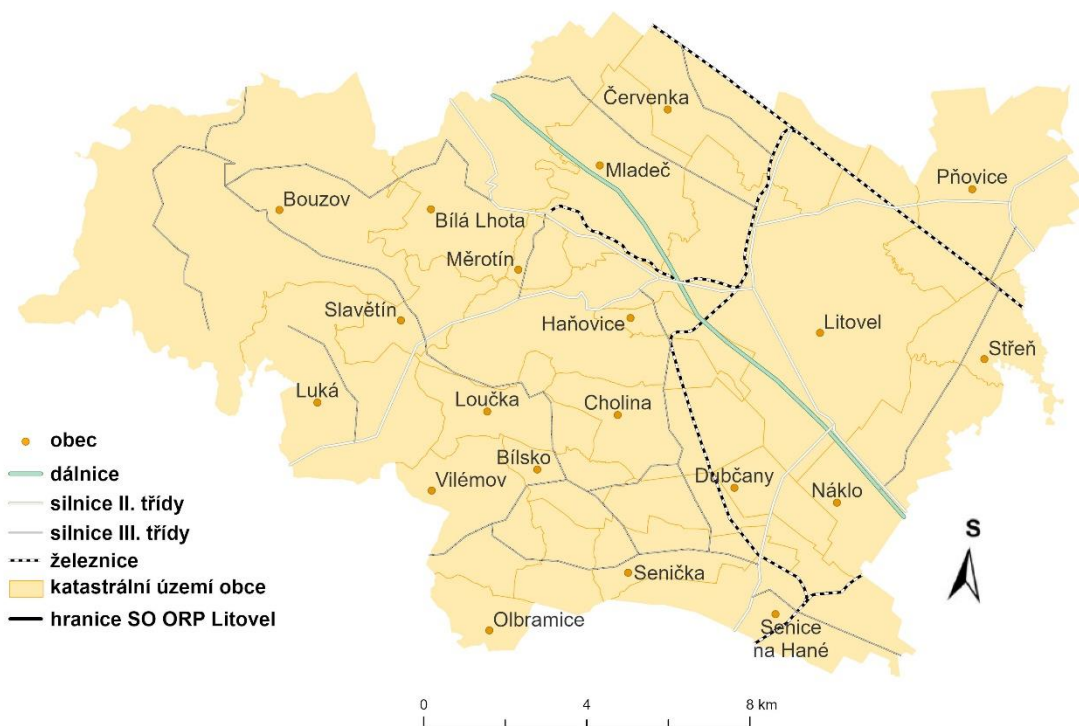 Červenka
Mladeč
Pňovice
Bouzov
Bílá Lhota
Měrotín
Slavětín
Haňovice
Litovel
Střeň
Luká
Loučka
Cholina
Bílsko
Vilémov
Dubčany
Náklo
Senička
Olbramice
Senice
na Hané
obec
dálnice
silnice II. třídy
silnice III. třídy
železnice
katastrální území obce
hranice SO ORP Litovel
S
0 4 8 km